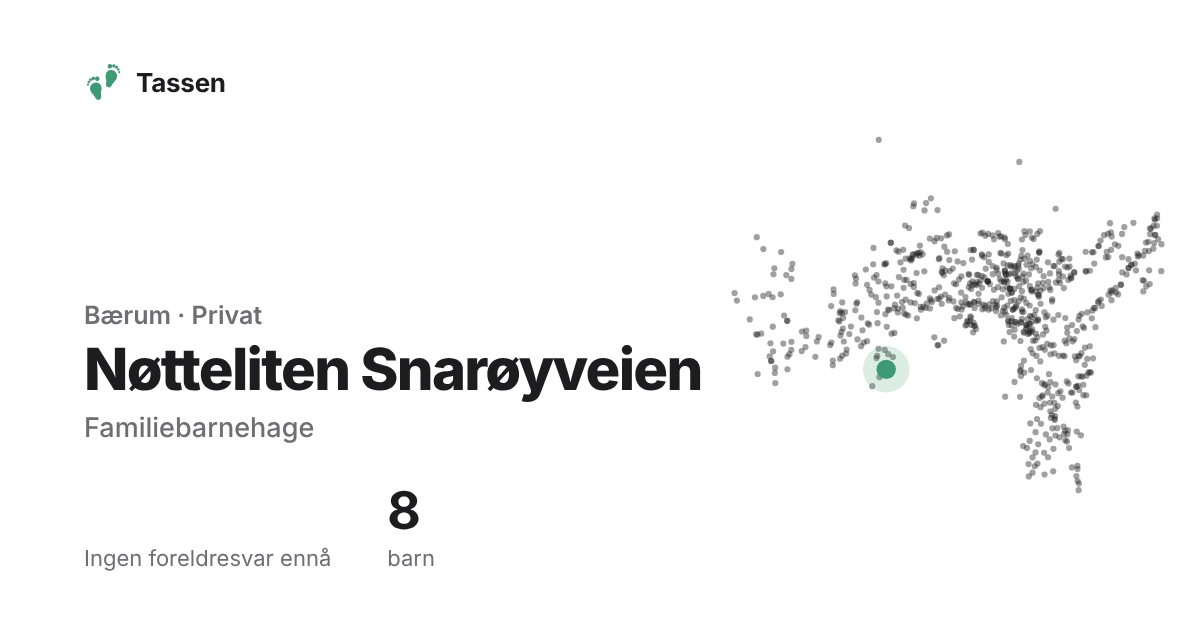 Tassen
Bærum · Privat
Nøtteliten Snarøyveien
Familiebarnehage
8
Ingen foreldresvar ennå
barn